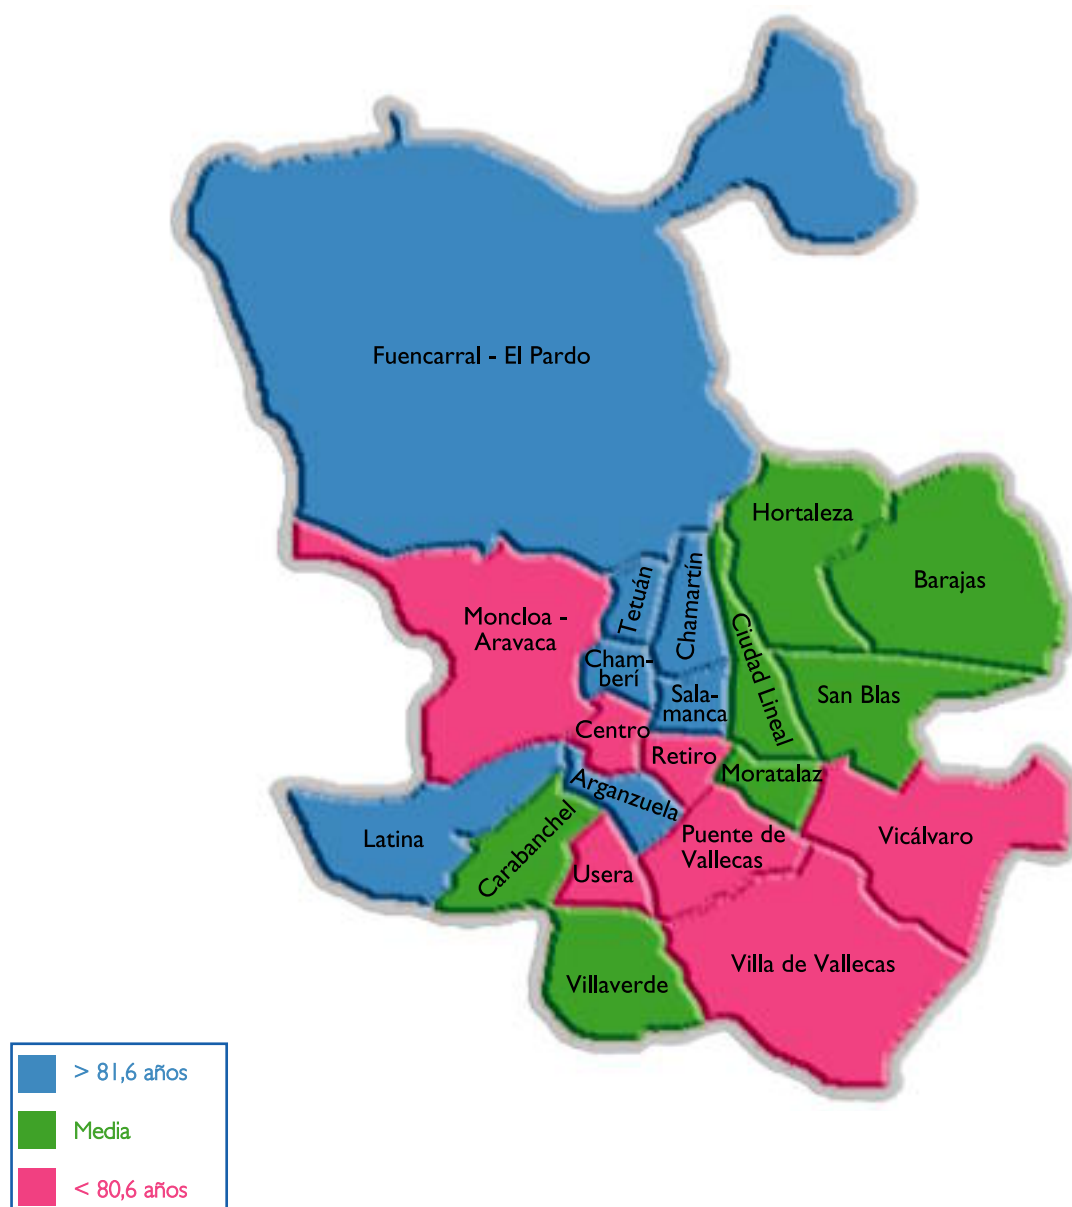 Fuencarral - El Pardo
Hortaleza
Barajas
Tetuán
Chamartín
Moncloa -
Aravaca
Ciudad Lineal
Cham-
berí
Sala-
manca
San Blas
Centro
Retiro
Moratalaz
Arganzuela
Latina
Carabanchel
Puente de
Vallecas
Vicálvaro
Usera
Villa de Vallecas
Villaverde
> 81,6 años
Media
< 80,6 años